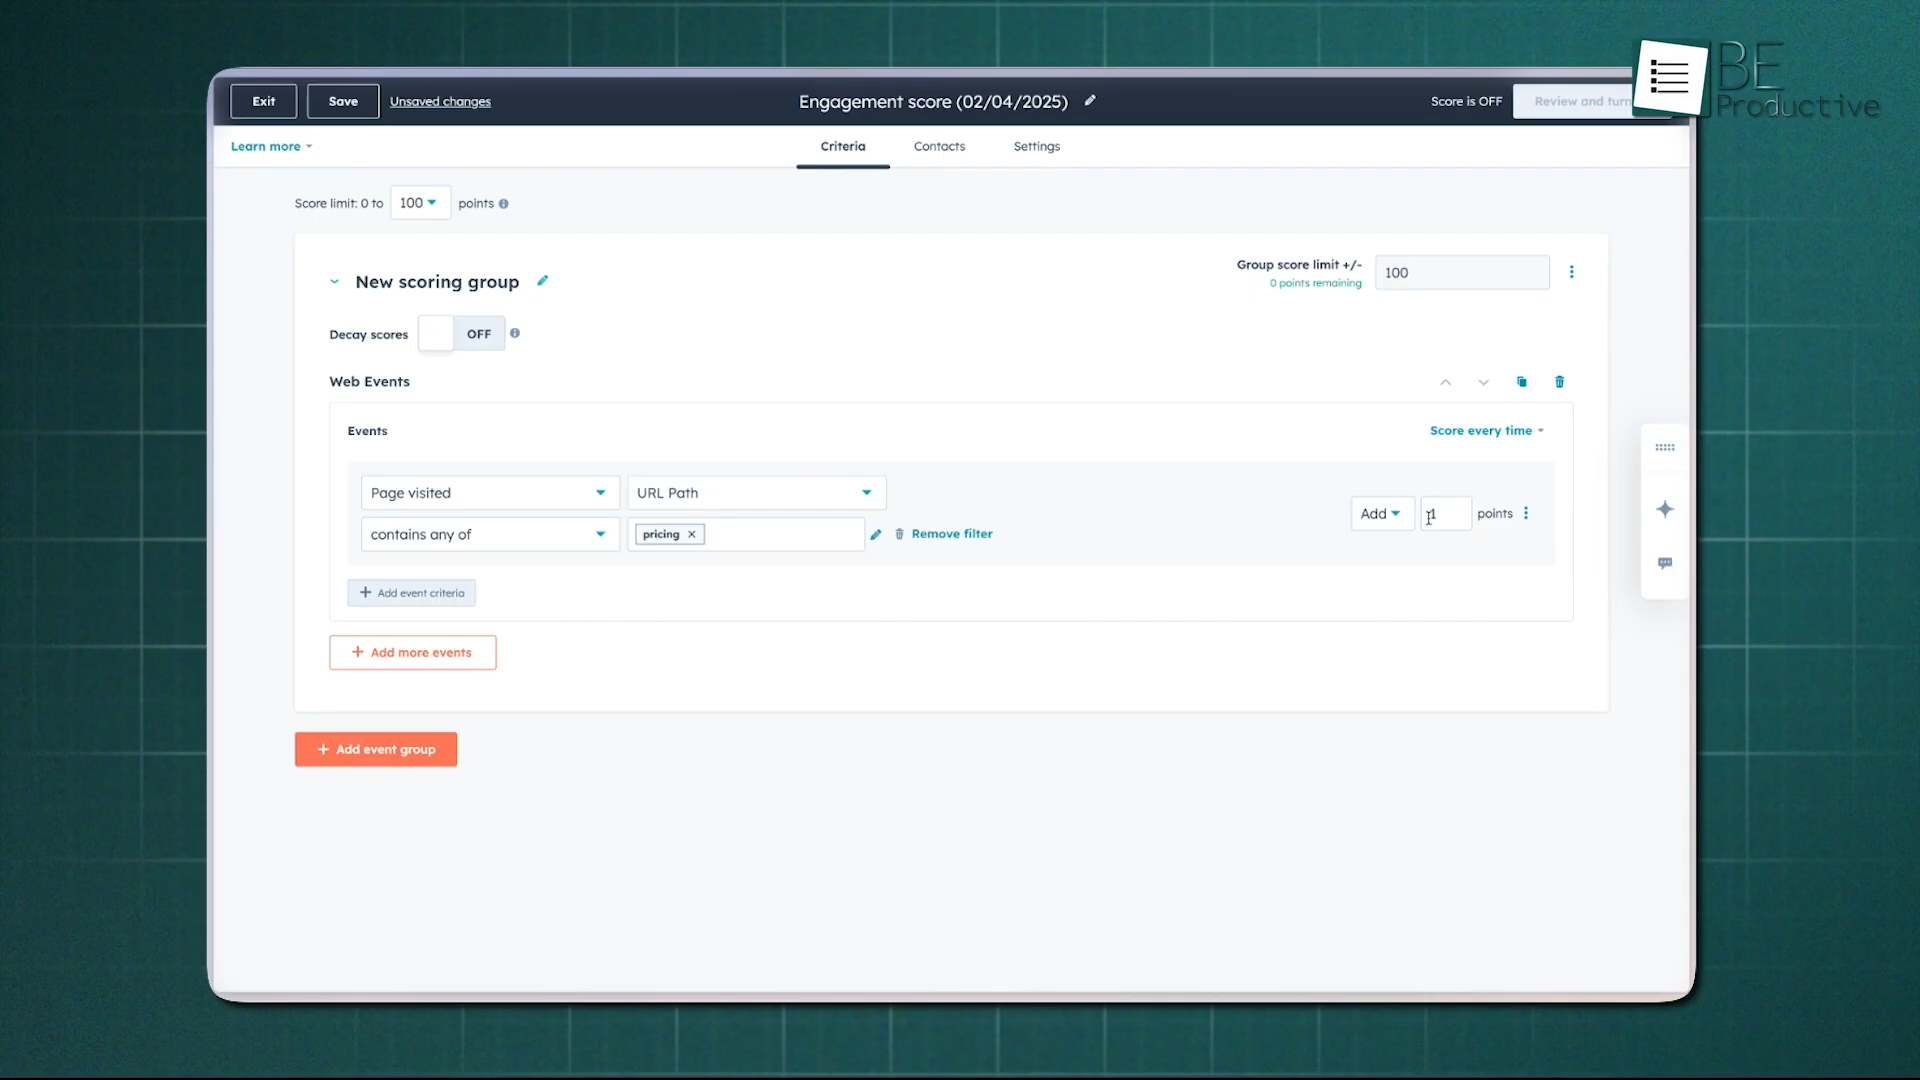 BE
Productive
Exit
Save
Unsaved changes
Engagement score (02/04/2025)
Score is OFF
Review and turn
Learn more
Criteria
Contacts
Settings
Score limit: 0 to
100
points
New scoring group
Group score limit +/-
0 points remaining
100
Decay scores
OFF
Web Events
Events
Score every time
Page visited
URL Path
contains any of
pricing
Remove filter
Add
1
points
+ Add event criteria
+ Add more events
+ Add event group